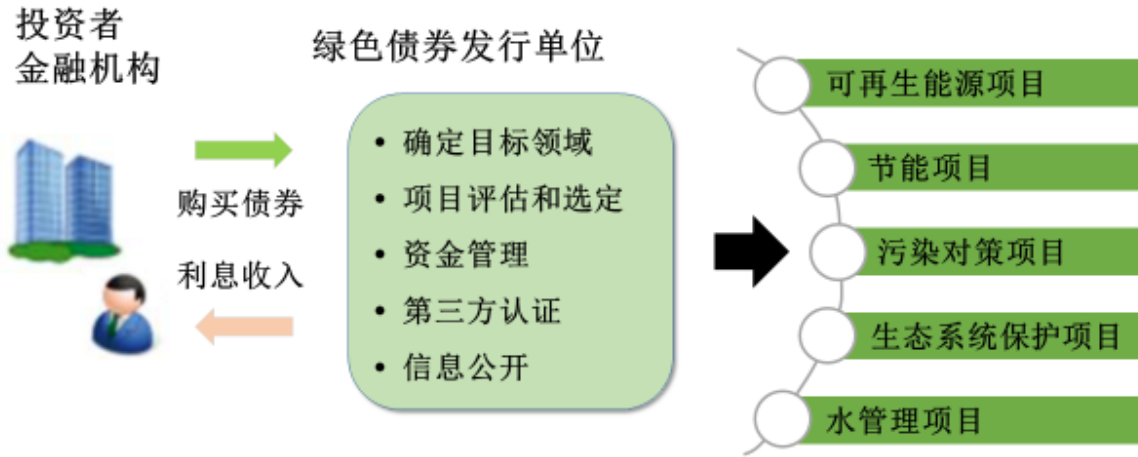 投资者
金融机构
绿色债券发行单位
购买债券
利息收入
• 确定目标领域
• 项目评估和选定
• 资金管理
• 第三方认证
• 信息公开
可再生能源项目
节能项目
污染对策项目
生态系统保护项目
水管理项目